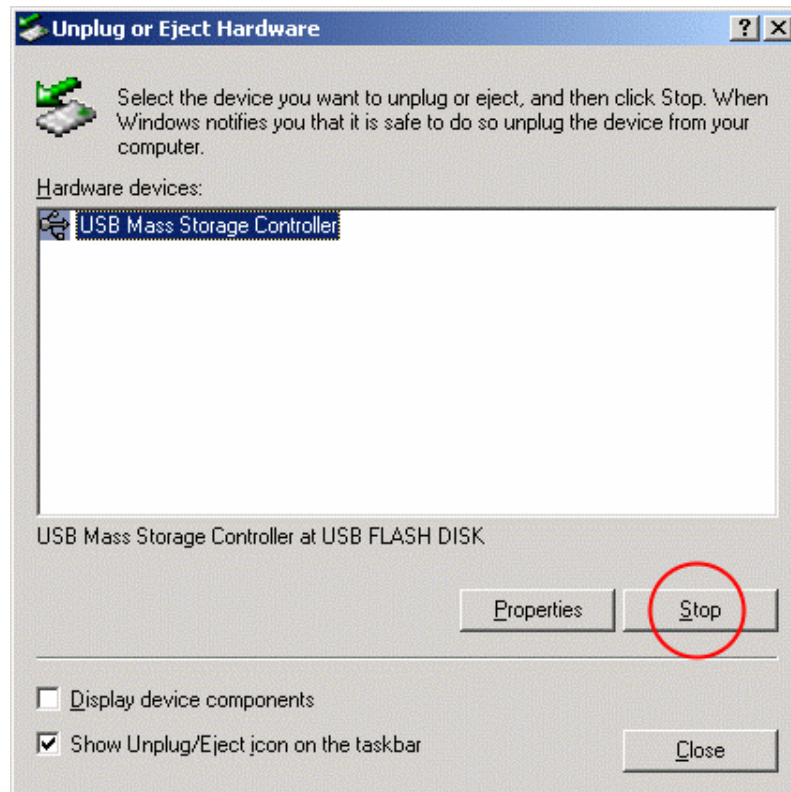 Unplug or Eject Hardware
Select the device you want to unplug or eject, and then click Stop. When
Windows notifies you that it is safe to do so unplug the device from your
computer.
Hardware devices:
USB Mass Storage Controller
USB Mass Storage Controller at USB FLASH DISK
Properties Stop
Display device components
Show Unplug/Eject icon on the taskbar
Close